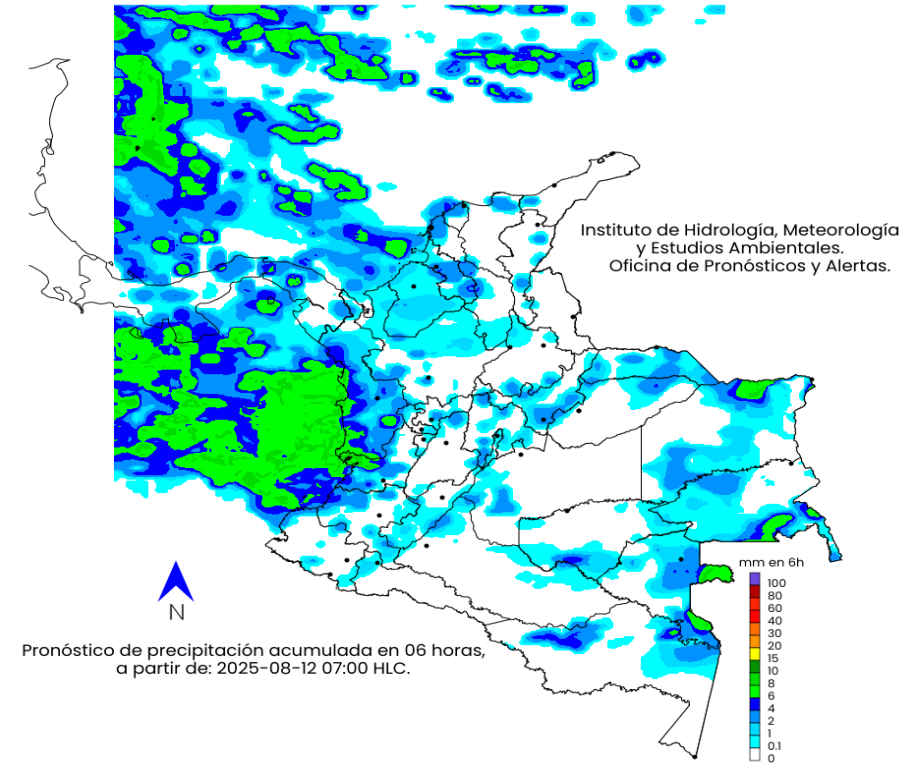 Instituto de Hidrología, Meteorología
y Estudios Ambientales.
Oficina de Pronósticos y Alertas.
mm en 6h
100
80
60
40
30
20
15
10
8
6
4
2
1
0.1
0
N
Pronóstico de precipitación acumulada en 06 horas,
a partir de: 2025-08-12 07:00 HLC.